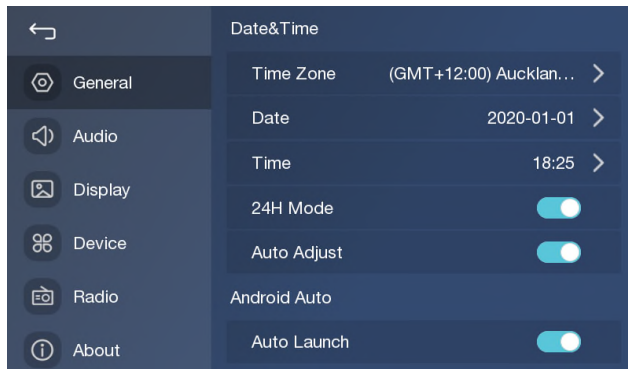 General
Audio
Display
Device
Radio
About
Date&Time
Time Zone (GMT+12:00) Aucklan...
Date 2020-01-01
Time 18:25
24H Mode
Auto Adjust
Android Auto
Auto Launch